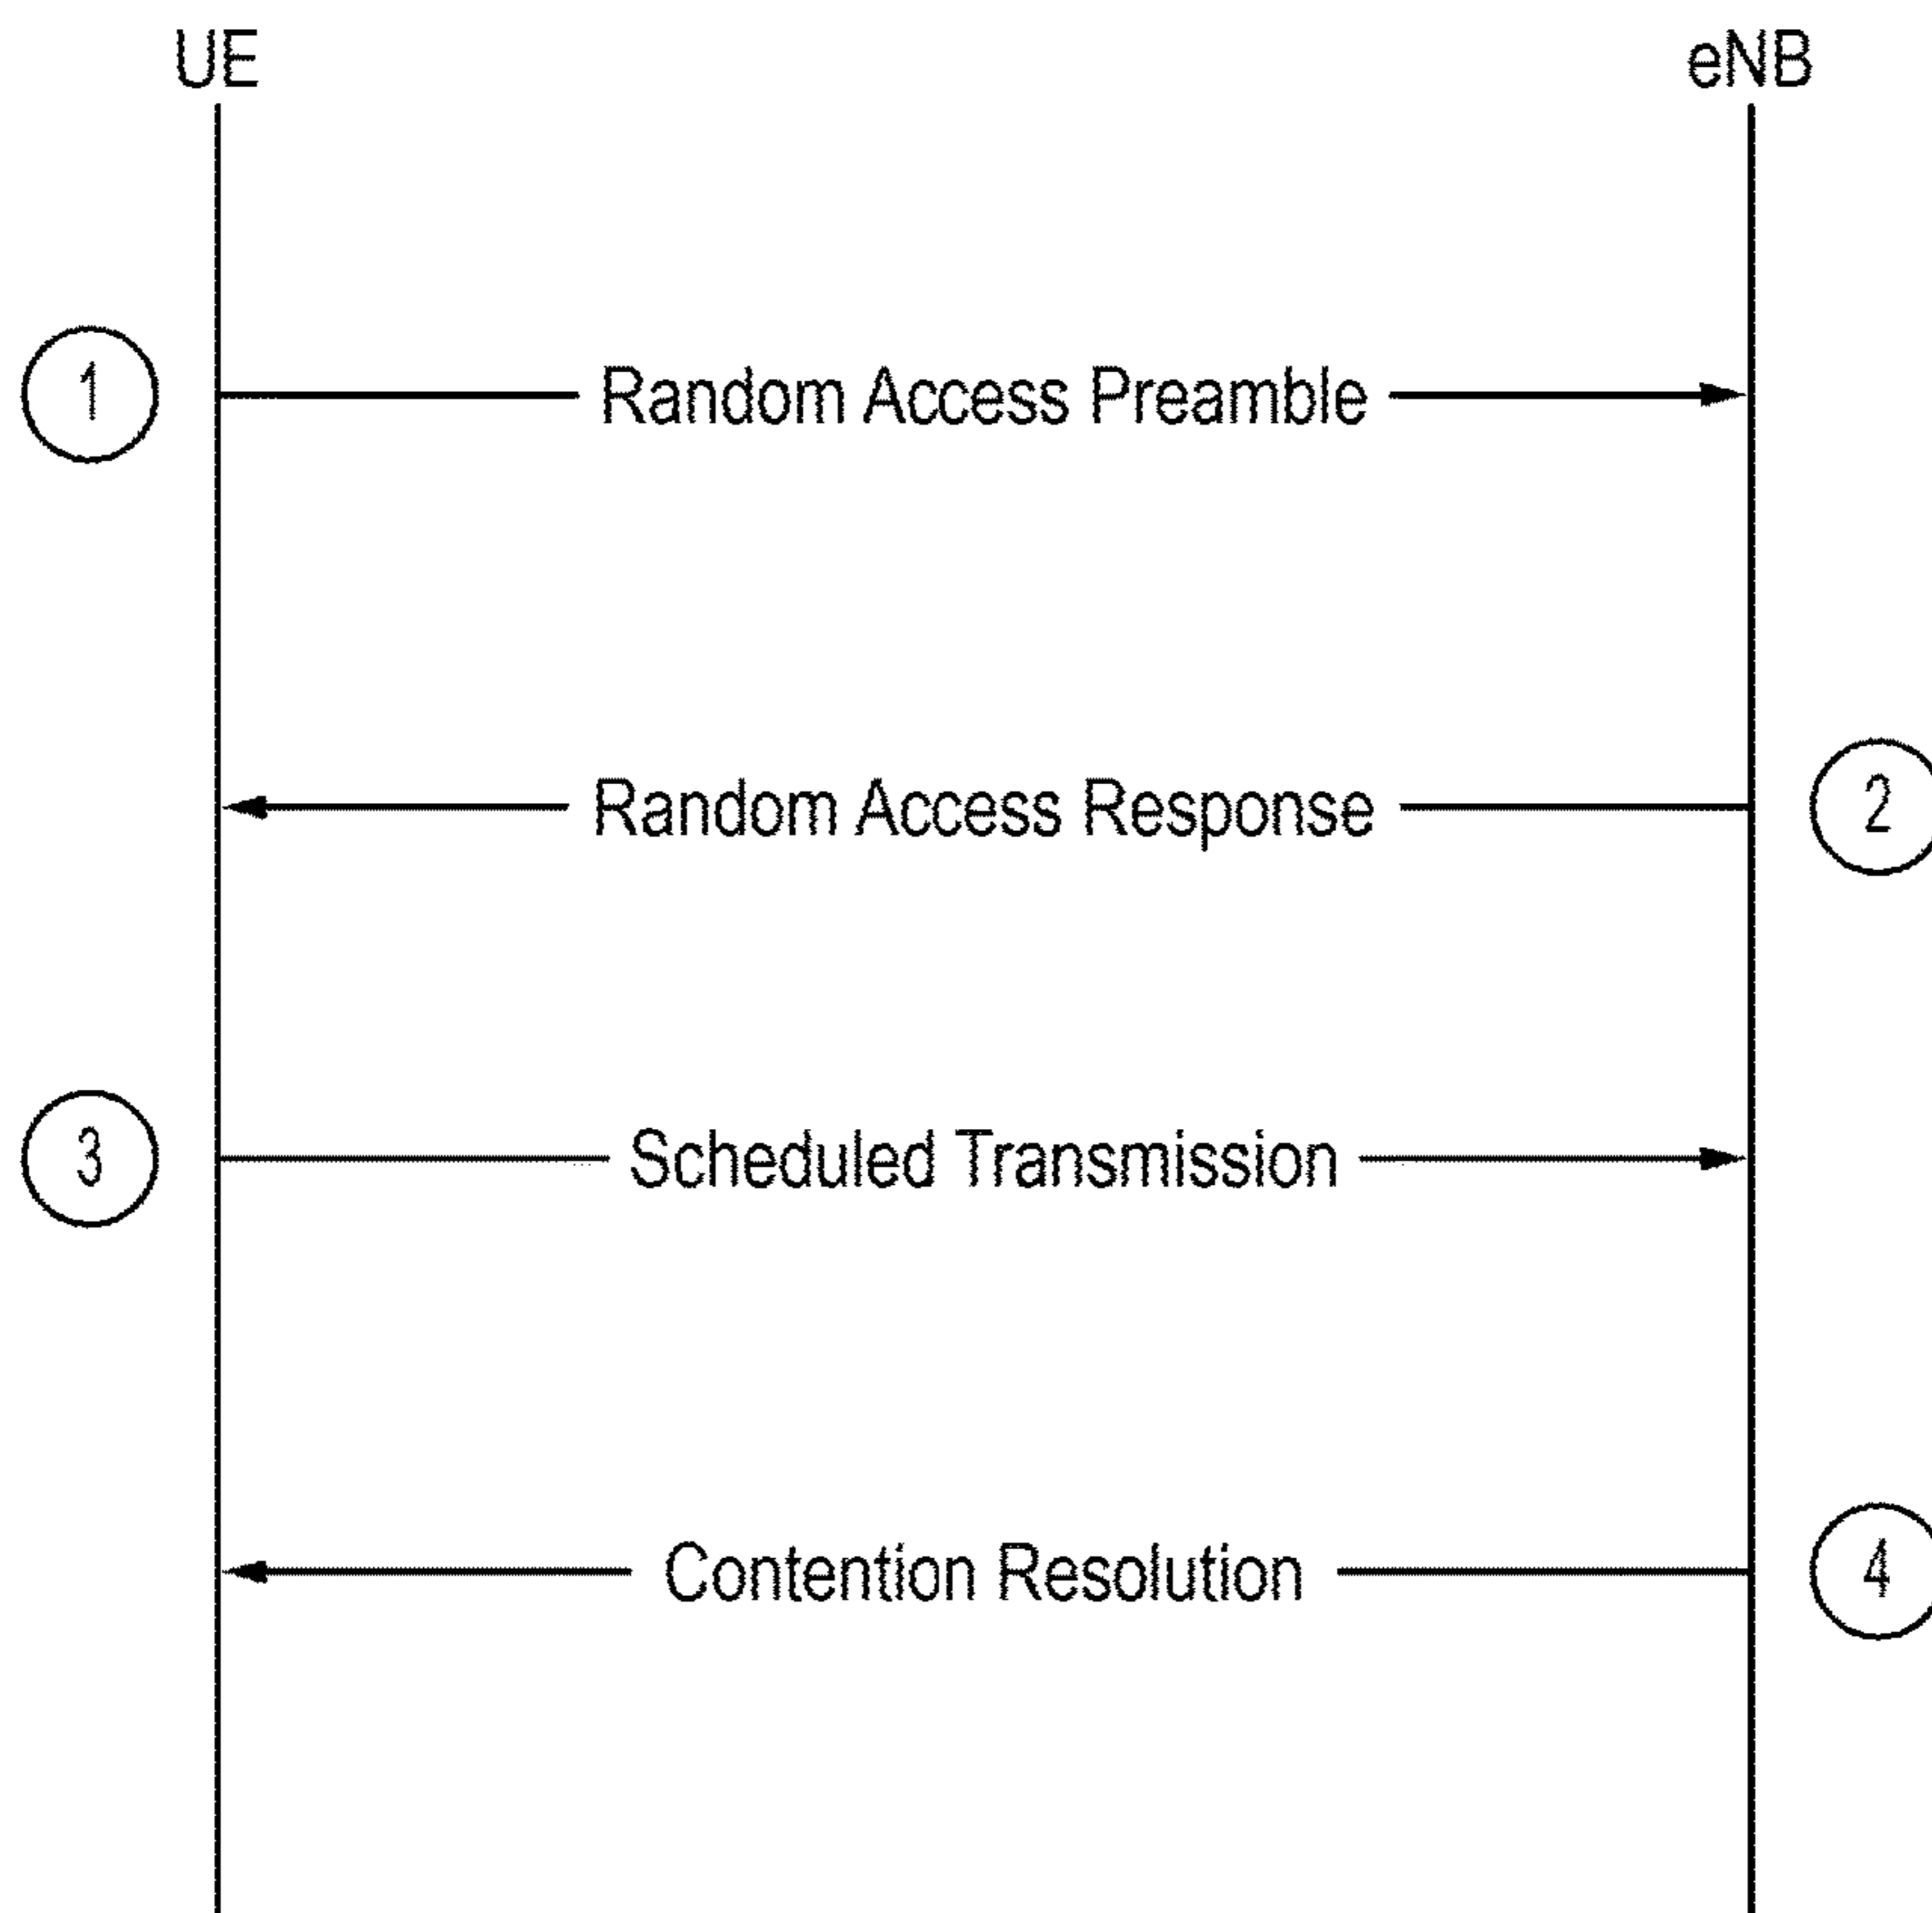 UE
eNB
1
Random Access Preamble
Random Access Response
2
3
Scheduled Transmission
Contention Resolution
4